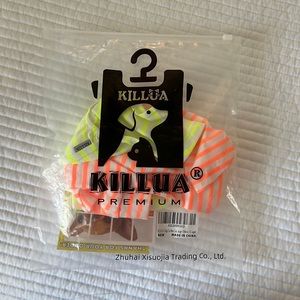 KILLUA
KILLUA®
PREMIUM
MADE IN CHINA
Zhuhai Xisuojia Trading Co., Ltd.